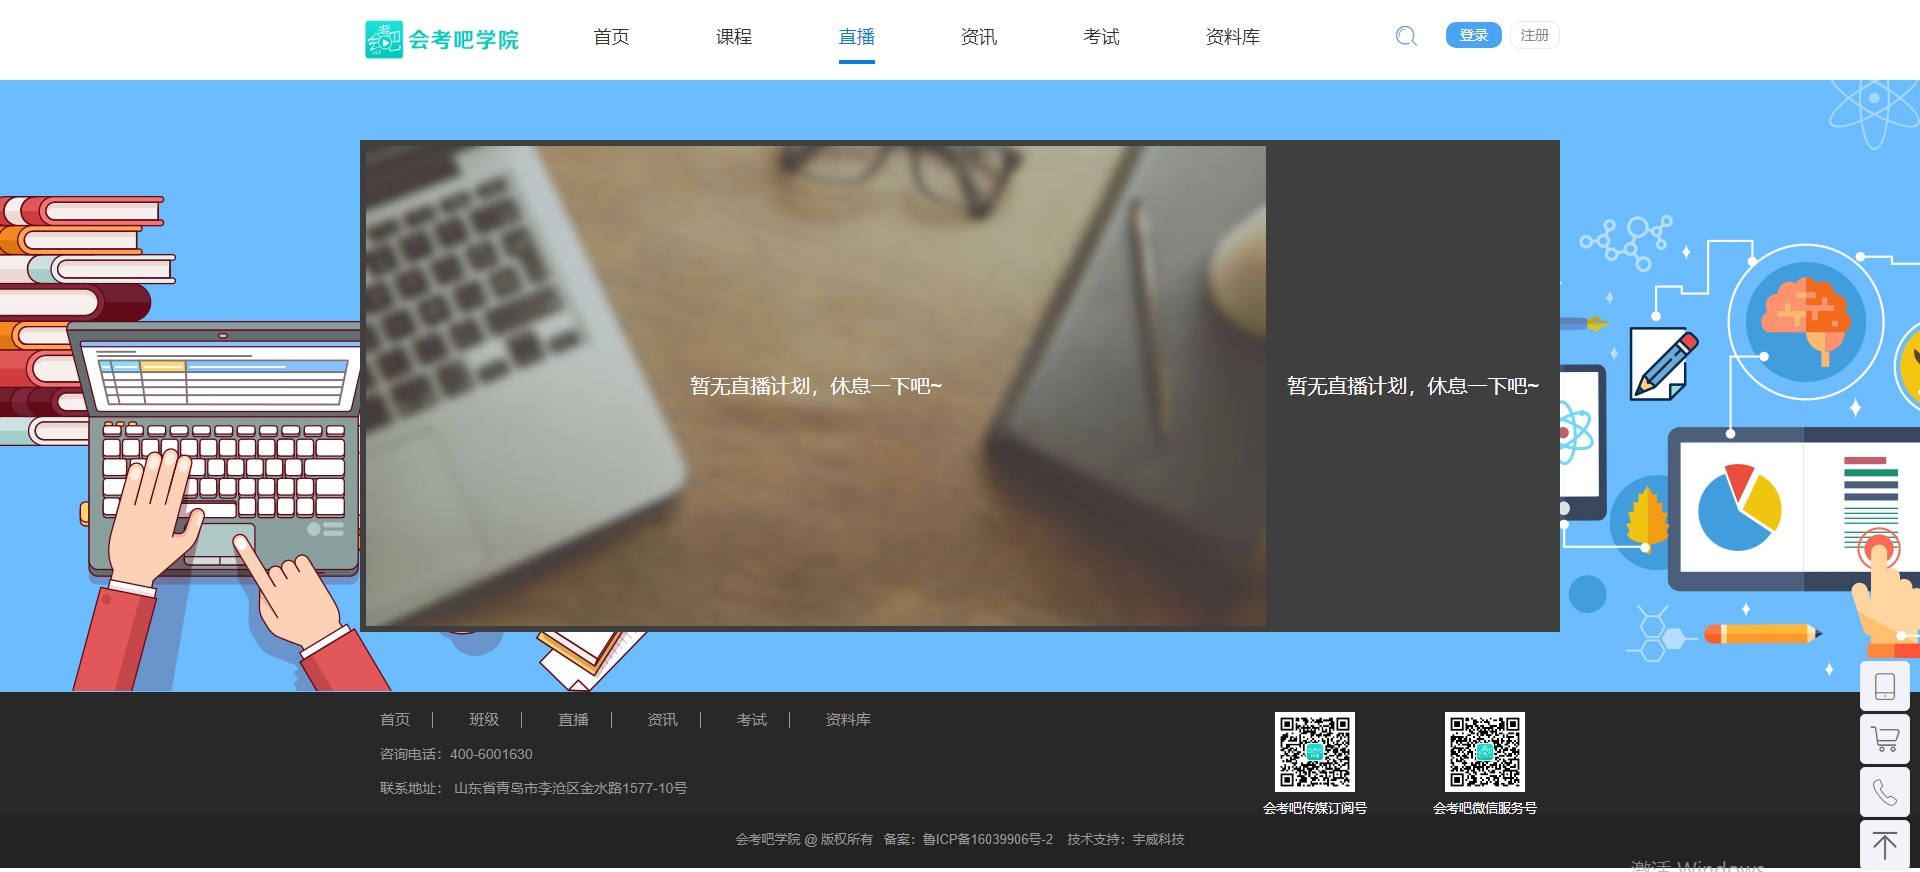 会考吧学院
首页 课程 直播 资讯 考试 资料库
登录 注册
暂无直播计划，休息一下吧~
暂无直播计划，休息一下吧~
首页 | 班级 | 直播 | 资讯 | 考试 | 资料库
咨询电话：400-6001630
联系地址： 山东省青岛市李沧区金水路1577-10号
会考吧传媒订阅号
会考吧微信服务号
会考吧学院 @ 版权所有 备案：鲁ICP备16039906号-2 技术支持：宇威科技
激活 Windows